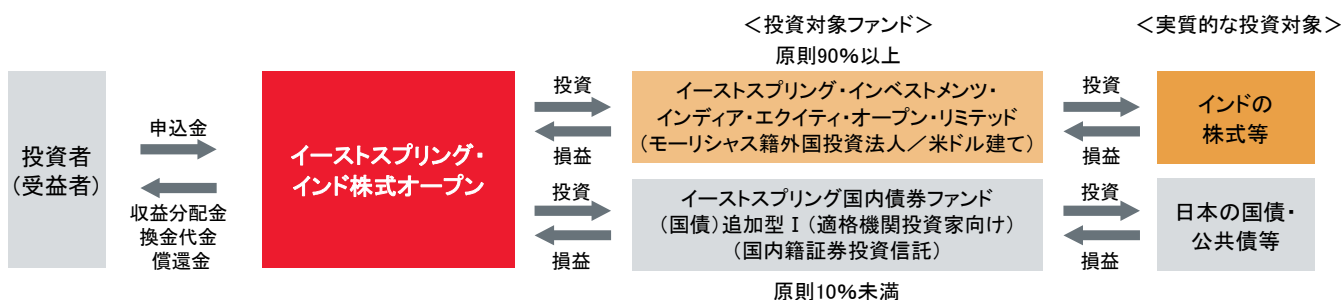 ＜投資対象ファンド＞
＜実質的な投資対象＞
原則90％以上
投資者
（受益者）
申込金
収益分配金
換金代金
償還金
イーストスプリング・
インド株式オープン
投資
損益
イーストスプリング・インベストメンツ・
インディア・エクイティ・オープン・リミテッド
（モーリシャス籍外国投資法人／米ドル建て）
投資
損益
インドの
株式等
投資
損益
イーストスプリング国内債券ファンド
（国債）追加型Ⅰ（適格機関投資家向け）
（国内籍証券投資信託）
投資
損益
日本の国債・
公共債等
原則10％未満